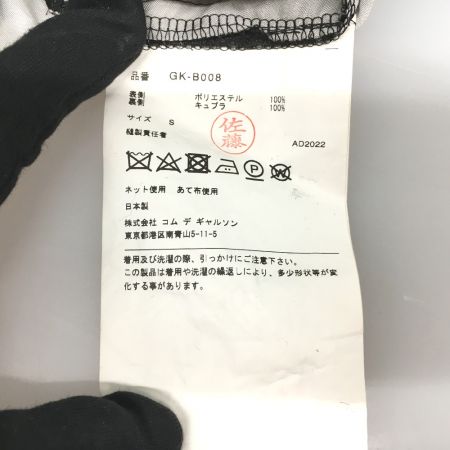 品番 GK-B008
表側 ポリエステル 100%
裏側 キュプラ 100%
サイズ S
縫製責任者 佐藤
AD2022
P W
ネット使用 あて布使用
日本製
株式会社 コム デ ギャルソン
東京都港区南青山5-11-5
着用及び洗濯の際、引っかけにご注意下さい。
この製品は着用や洗濯の繰返しにより、多少形状等が変
化する事があります。